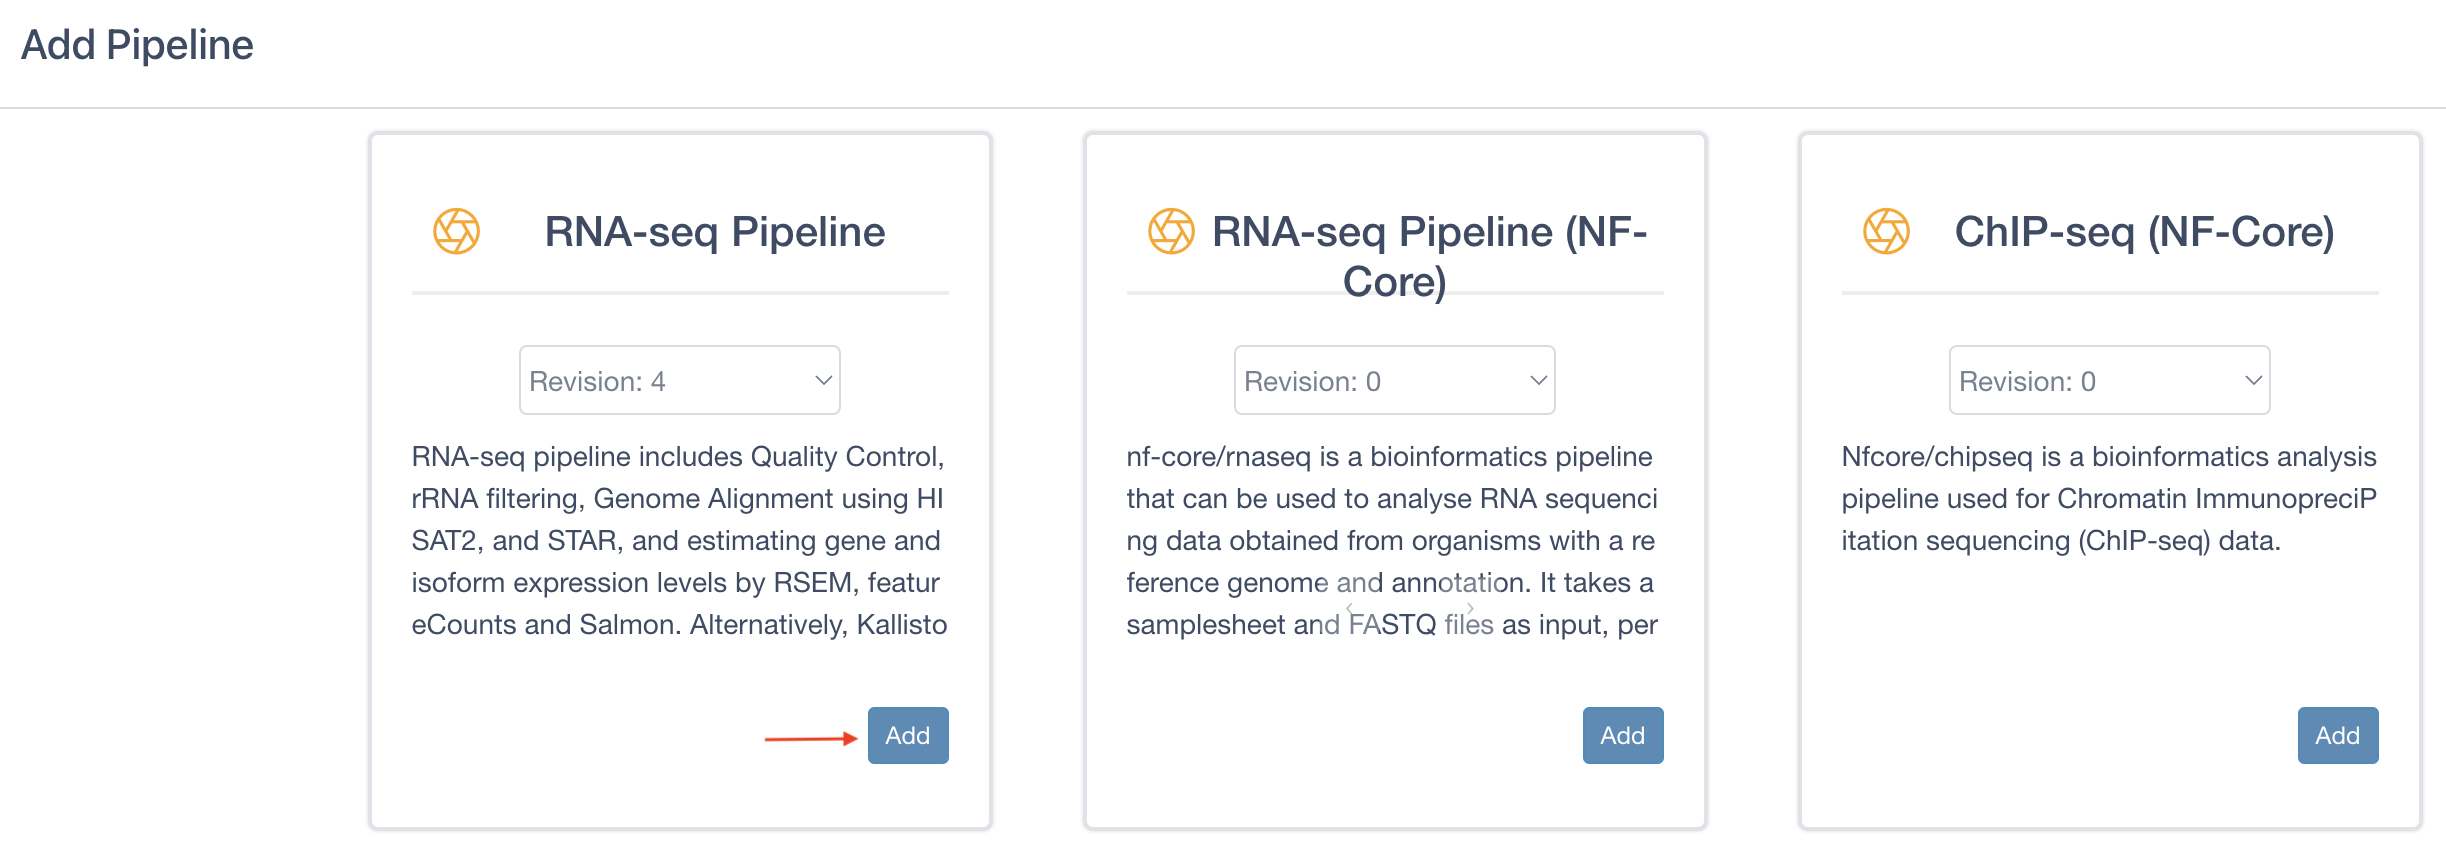 Add Pipeline
RNA-seq Pipeline
Revision: 4
RNA-seq pipeline includes Quality Control,
rRNA filtering, Genome Alignment using HI
SAT2, and STAR, and estimating gene and
isoform expression levels by RSEM, featur
eCounts and Salmon. Alternatively, Kallisto
Add
RNA-seq Pipeline (NF-
Core)
Revision: 0
nf-core/rnaseq is a bioinformatics pipeline
that can be used to analyse RNA sequenci
ng data obtained from organisms with a re
ference genome and annotation. It takes a
samplesheet and FASTQ files as input, per
Add
ChIP-seq (NF-Core)
Revision: 0
Nfcore/chipseq is a bioinformatics analysis
pipeline used for Chromatin ImmunopreciP
itation sequencing (ChIP-seq) data.
Add